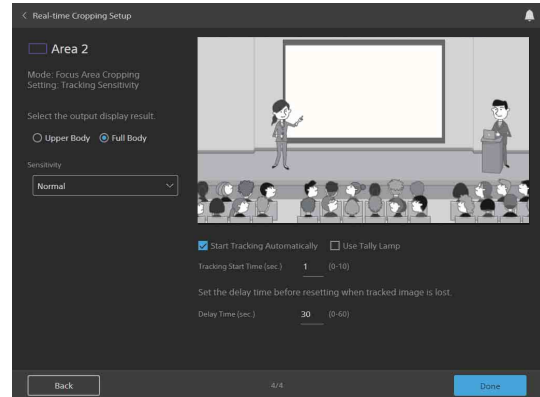 Real-time Cropping Setup
Area 2
Mode: Focus Area Cropping
Setting, Tracking Sensitivity
Select the output display result.
Upper Body Full Body
Sensitivity
Normal
Start Tracking Automatically Use Tally Lamp
Tracking Start Time (sec.) 1 (0-10)
Set the delay time before resetting when tracked image is lost.
Delay Time (sec.) 30 (0-60)
Back 4/4 Done